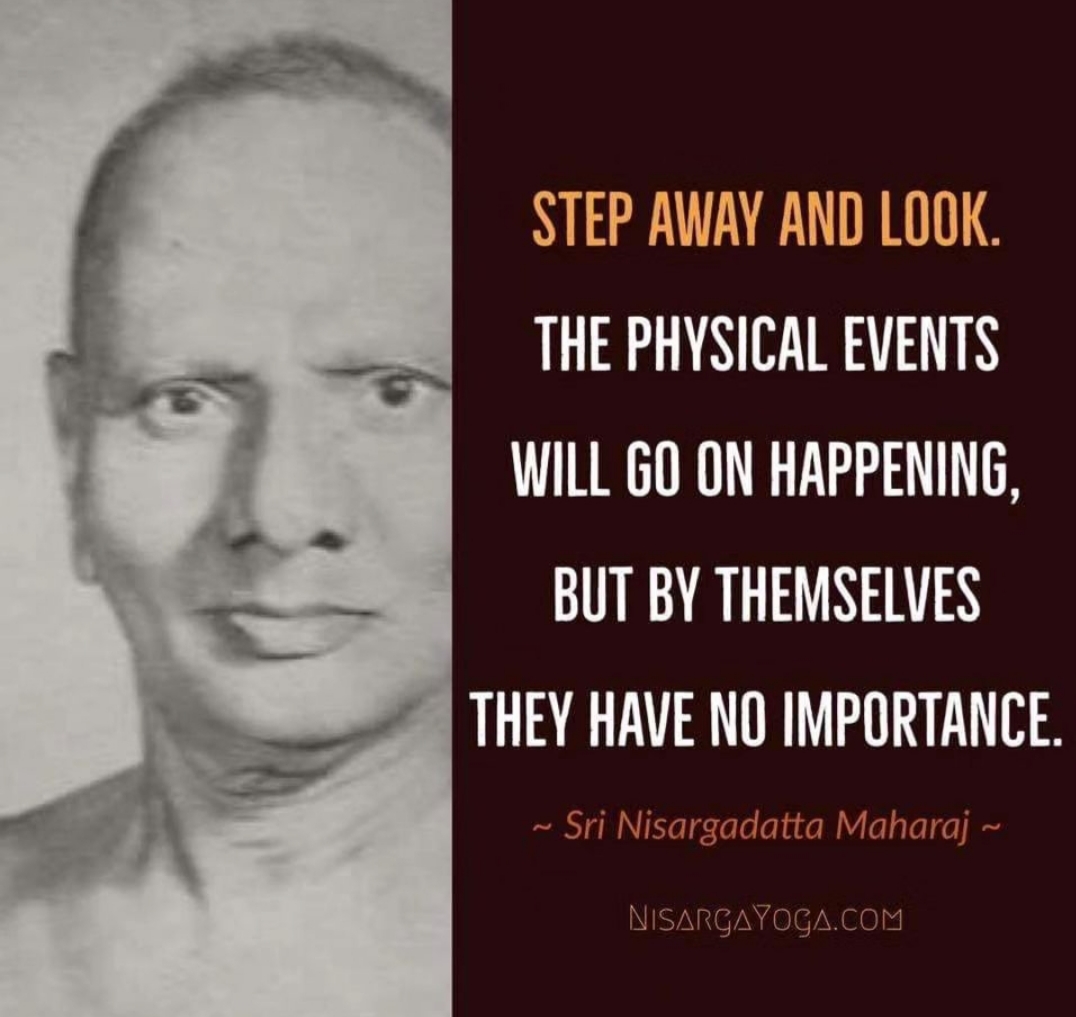 STEP AWAY AND LOOK.
THE PHYSICAL EVENTS
WILL GO ON HAPPENING,
BUT BY THEMSELVES
THEY HAVE NO IMPORTANCE.
~ Sri Nisargadatta Maharaj ~
NISARGAYOGA.COM